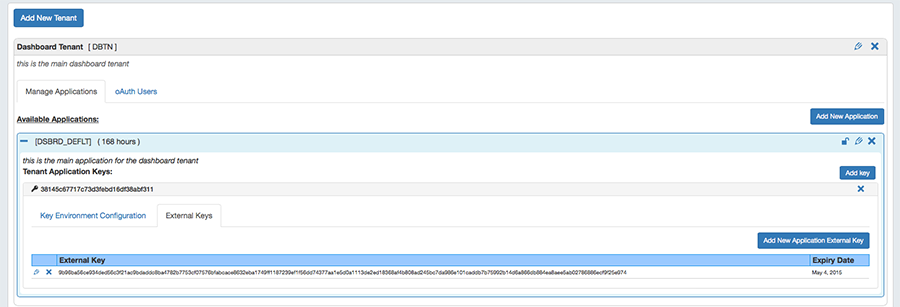 Add New Tenant
Dashboard Tenant [ DBTN ]
this is the main dashboard tenant
Manage Applications oAuth Users
Available Applications:
Add New Application
[DSBRD_DEFLT] ( 168 hours )
this is the main application for the dashboard tenant
Tenant Application Keys:
Add key
38145c67717c73d3febd16df38abf311
Key Environment Configuration External Keys
Add New Application External Key
External Key Expiry Date
May 4, 2015